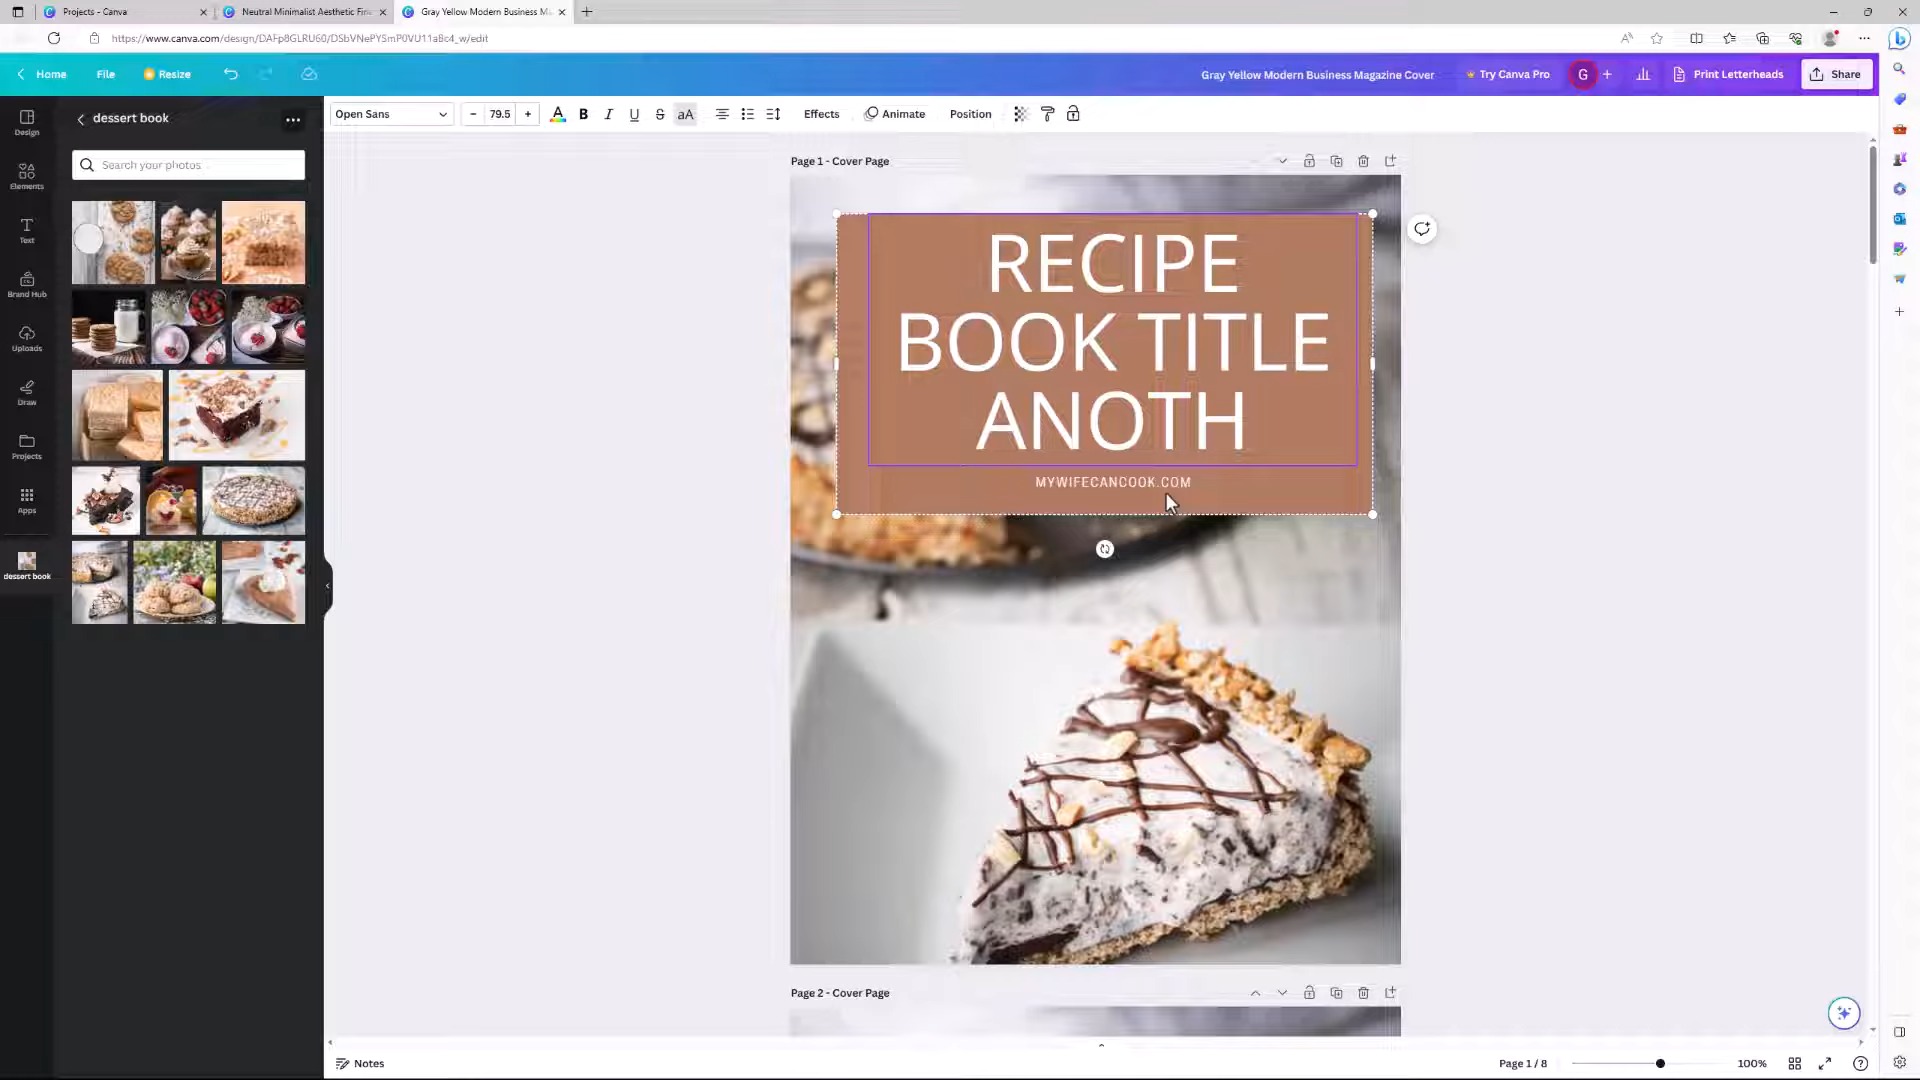 Projects - Canva
Neutral Minimalist Aesthetic Fin
Gray Yellow Modern Business Ma
https://www.canva.com/design/DAFp8GLRU60/DSbVNePYSmP0VU11a8c4_w/edit
Home
File
Resize
Gray Yellow Modern Business Magazine Cover
Try Canva Pro
G
Print Letterheads
Share
dessert book
Open Sans
79.5
A
B
I
U
S
aA
Effects
Animate
Position
Search your photos
Design
Elements
Text
Brand Hub
Uploads
Draw
Projects
Apps
dessert book
Page 1 - Cover Page
RECIPE
BOOK TITLE
ANOTH
MYWIFECANCOOK.COM
Page 2 - Cover Page
Notes
Page 1 / 8
100%